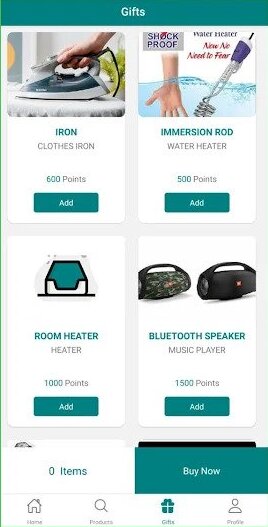 Gifts
SHOCK
PROOF
Water Heater
Now No
Need to Fear
IRON
CLOTHES IRON
600 Points
Add
IMMERSION ROD
WATER HEATER
500 Points
Add
ROOM HEATER
HEATER
1000 Points
Add
BLUETOOTH SPEAKER
MUSIC PLAYER
1500 Points
Add
0 Items
Buy Now
Home
Products
Gifts
Profile